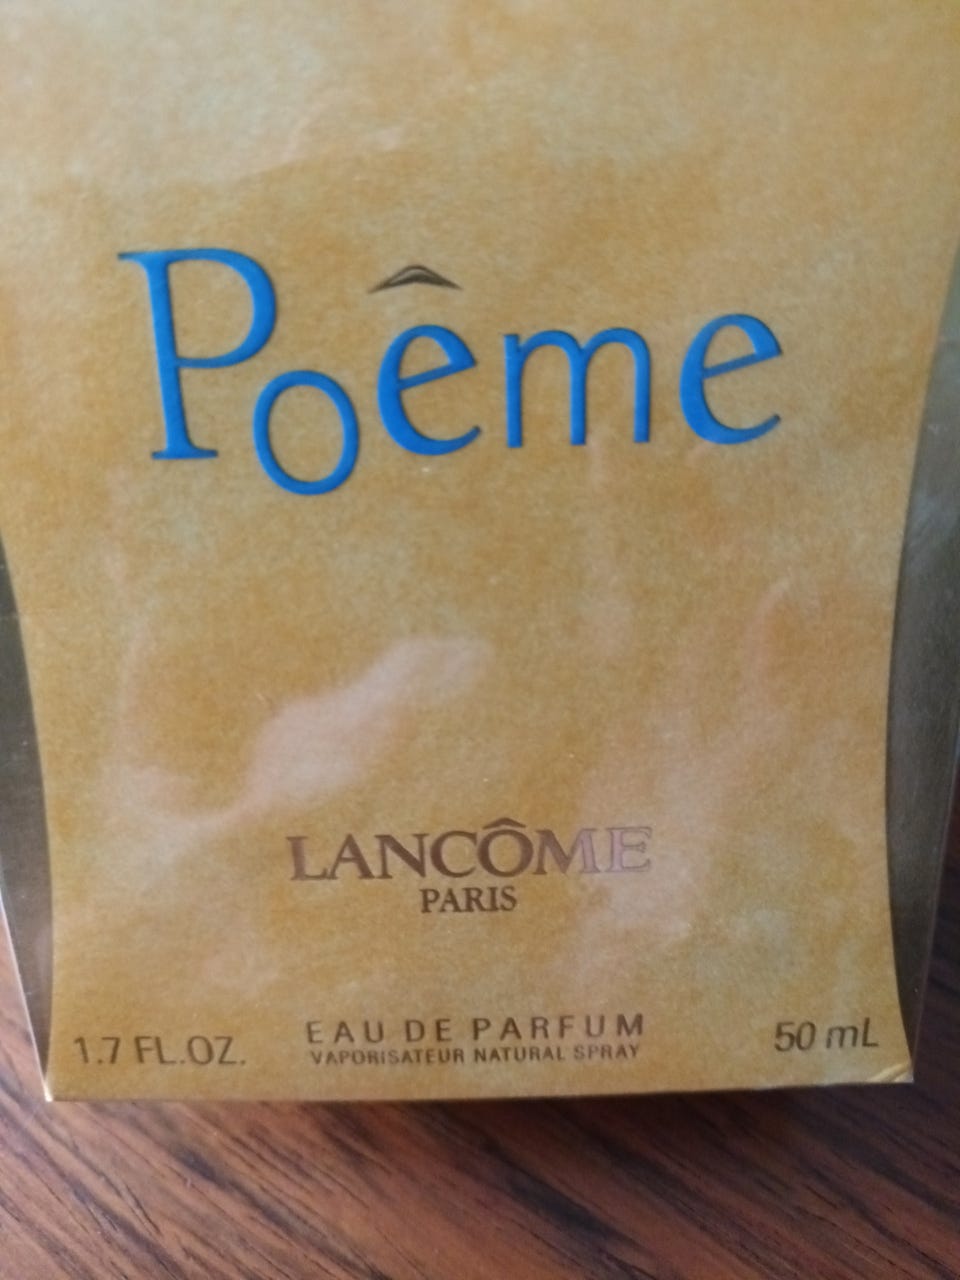 Poême
LANCÔME
PARIS
1.7 FL.OZ. EAU DE PARFUM 50 mL
VAPORISATEUR NATURAL SPRAY